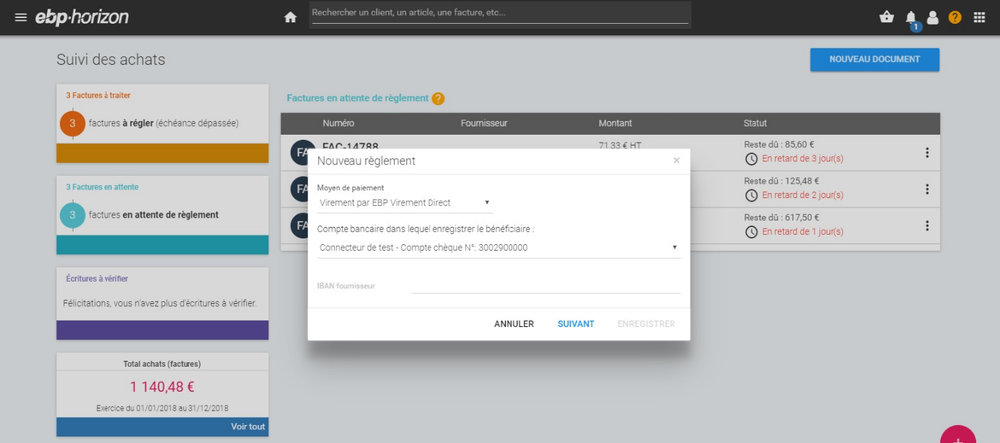 ebp·horizon
Rechercher un client, un article, une facture, etc...
1
?
Suivi des achats
NOUVEAU DOCUMENT
3 Factures à traiter
3 factures à régler (échéance dépassée)
3 Factures en attente
3 factures en attente de règlement
Écritures à vérifier
Félicitations, vous n'avez plus d'écritures à vérifier.
Total achats (factures)
1 140,48 €
Exercice du 01/01/2018 au 31/12/2018
Voir tout
Factures en attente de règlement ?
Numéro Fournisseur Montant Statut
FA FAC-14788 71,33 € HT Reste dû : 85,60 €
En retard de 3 jour(s)
FA Reste dû : 125,48 €
En retard de 2 jour(s)
FA Reste dû : 617,50 €
En retard de 1 jour(s)
Nouveau règlement ×
Moyen de paiement
Virement par EBP Virement Direct
Compte bancaire dans lequel enregistrer le bénéficiaire :
Connecteur de test - Compte chèque N°: 3002900000
IBAN fournisseur
ANNULER SUIVANT ENREGISTRER
+